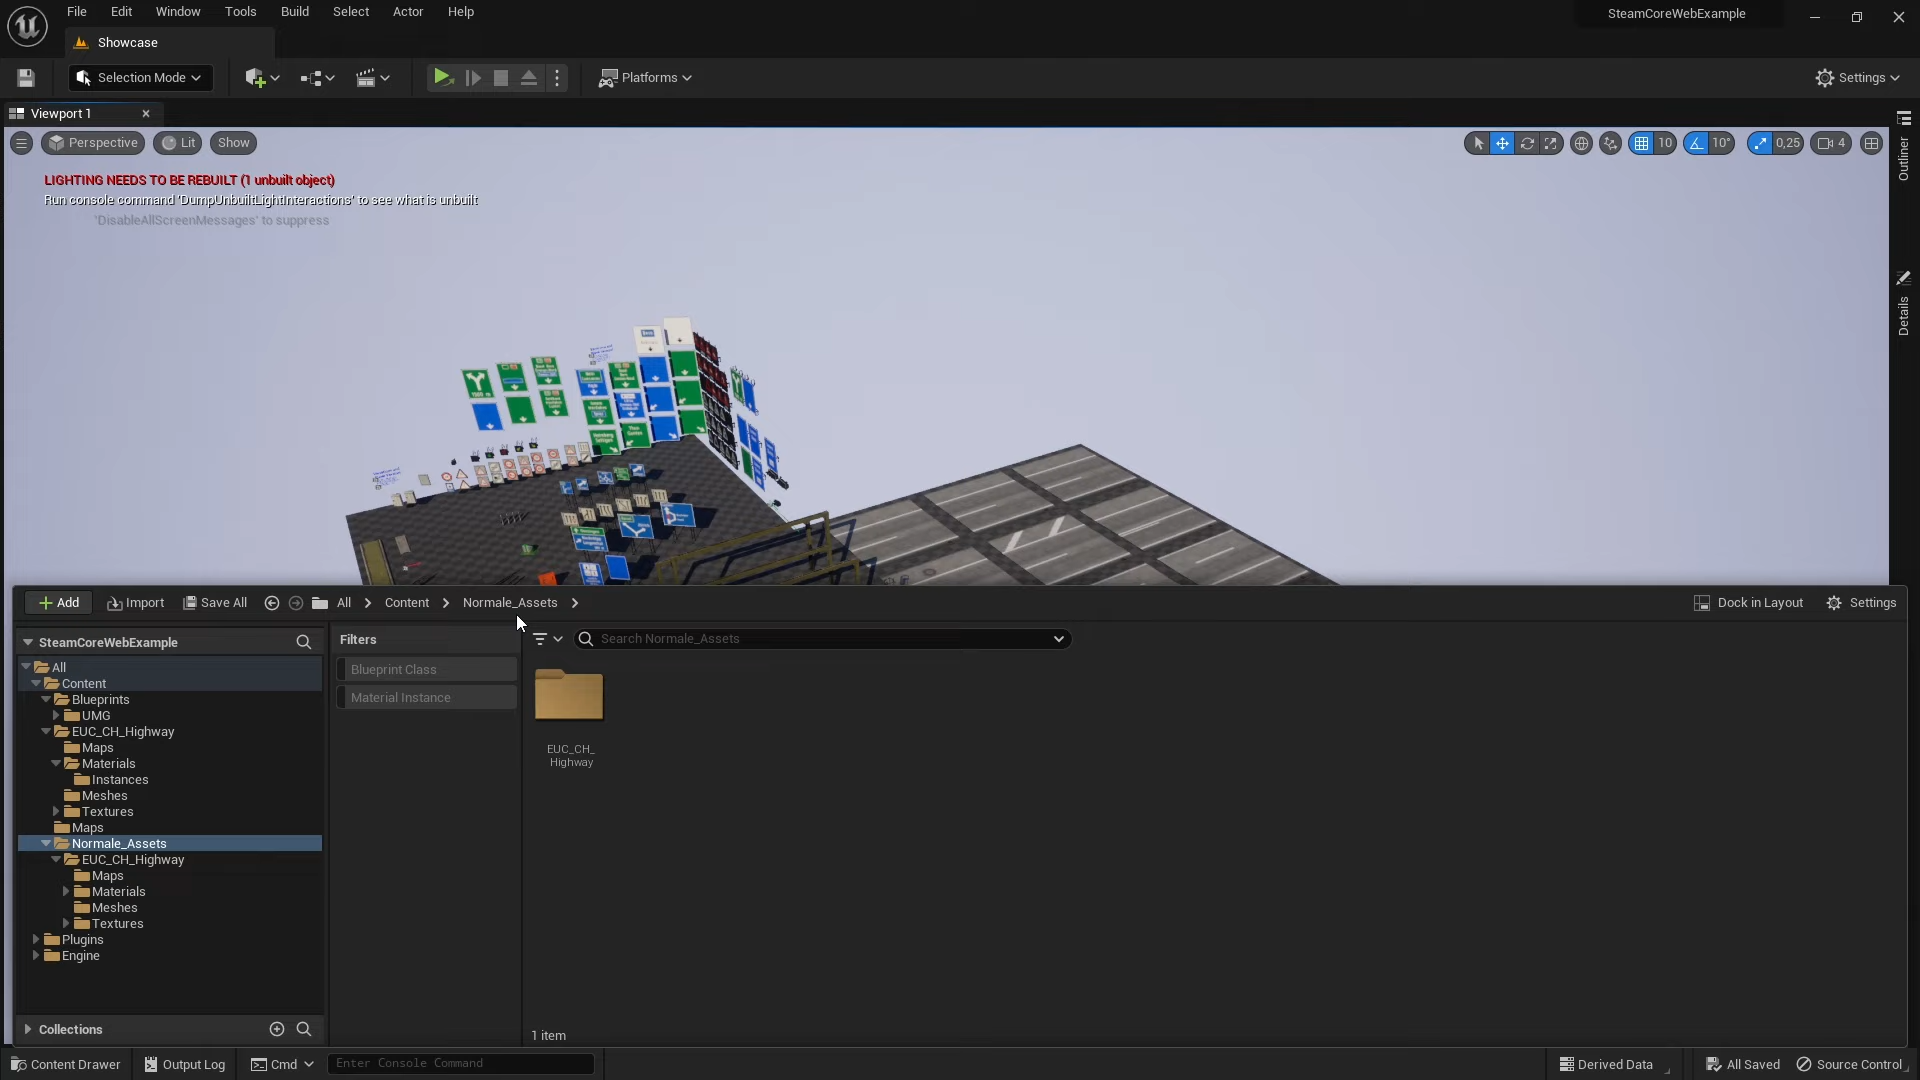 File Edit Window Tools Build Select Actor Help
SteamCoreWebExample
Showcase
Selection Mode
Platforms
Settings
Viewport 1
Perspective
Lit
Show
10
10°
0,25
4
Outliner
Details
LIGHTING NEEDS TO BE REBUILT (1 unbuilt object)
Run console command 'DumpUnbuiltLightInteractions' to see what is unbuilt
'DisableAllScreenMessages' to suppress
Add
Import
Save All
All
Content
Normale_Assets
Dock in Layout
Settings
SteamCoreWebExample
All
Content
Blueprints
UMG
EUC_CH_Highway
Maps
Materials
Instances
Meshes
Textures
Maps
Normale_Assets
EUC_CH_Highway
Maps
Materials
Meshes
Textures
Plugins
Engine
Collections
Filters
Blueprint Class
Material Instance
Search Normale_Assets
EUC_CH_
Highway
1 item
Content Drawer
Output Log
Cmd
Enter Console Command
Derived Data
All Saved
Source Control